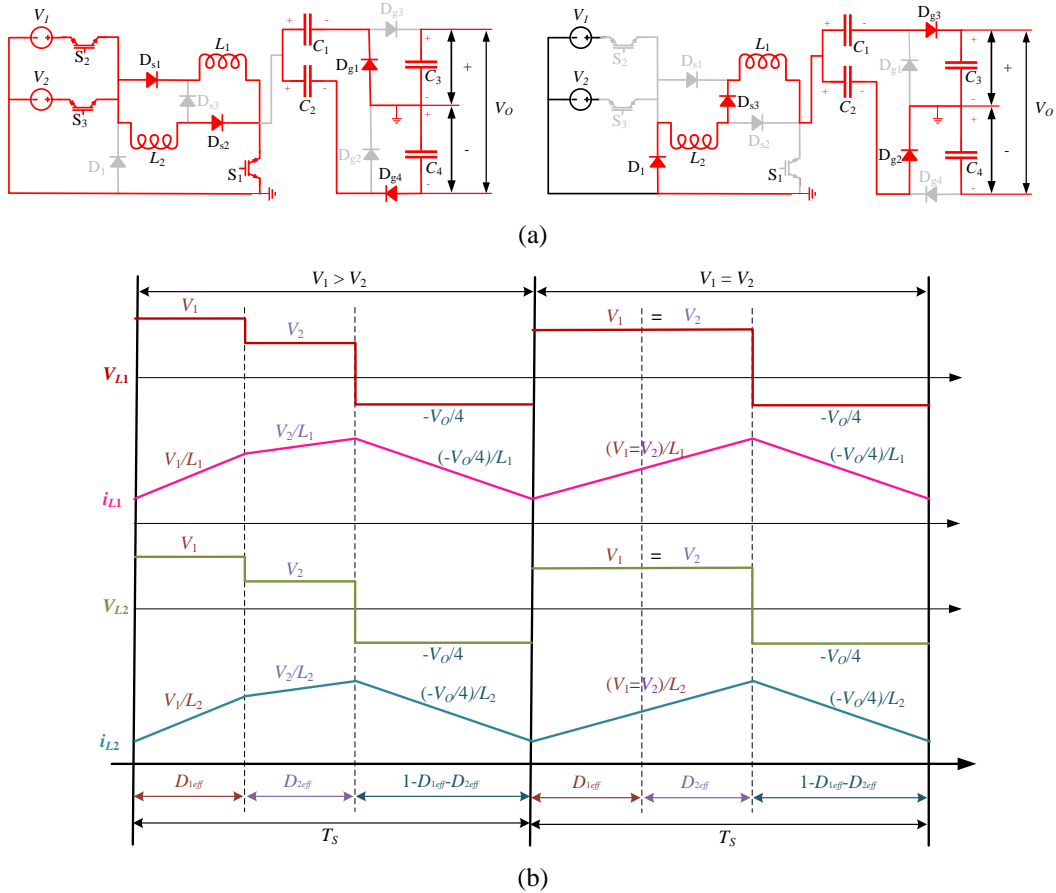 V1
S2
V2
S3
Ds1
L1
Ds3
L2
Ds2
D1
S1
+ -
C1
+ -
C2
Dg1
Dg2
Dg3
Dg4
+
C3
-
+
C4
-
+
-
VO
V1
S2
V2
S3
Ds1
L1
Ds3
L2
Ds2
D1
S1
+ -
C1
+ -
C2
Dg3
Dg1
Dg2
Dg4
+
C3
-
+
C4
-
+
-
VO
(a)
V1 > V2
V1 = V2
V1
V2
V1 = V2
VL1
-VO/4
-VO/4
V1/L1
V2/L1
(-VO/4)/L1
(V1=V2)/L1
(-VO/4)/L1
iL1
V1
V2
V1 = V2
VL2
-VO/4
-VO/4
V1/L2
V2/L2
(-VO/4)/L2
(V1=V2)/L2
(-VO/4)/L2
iL2
D1eff
D2eff
1-D1eff-D2eff
D1eff
D2eff
1-D1eff-D2eff
TS
TS
(b)